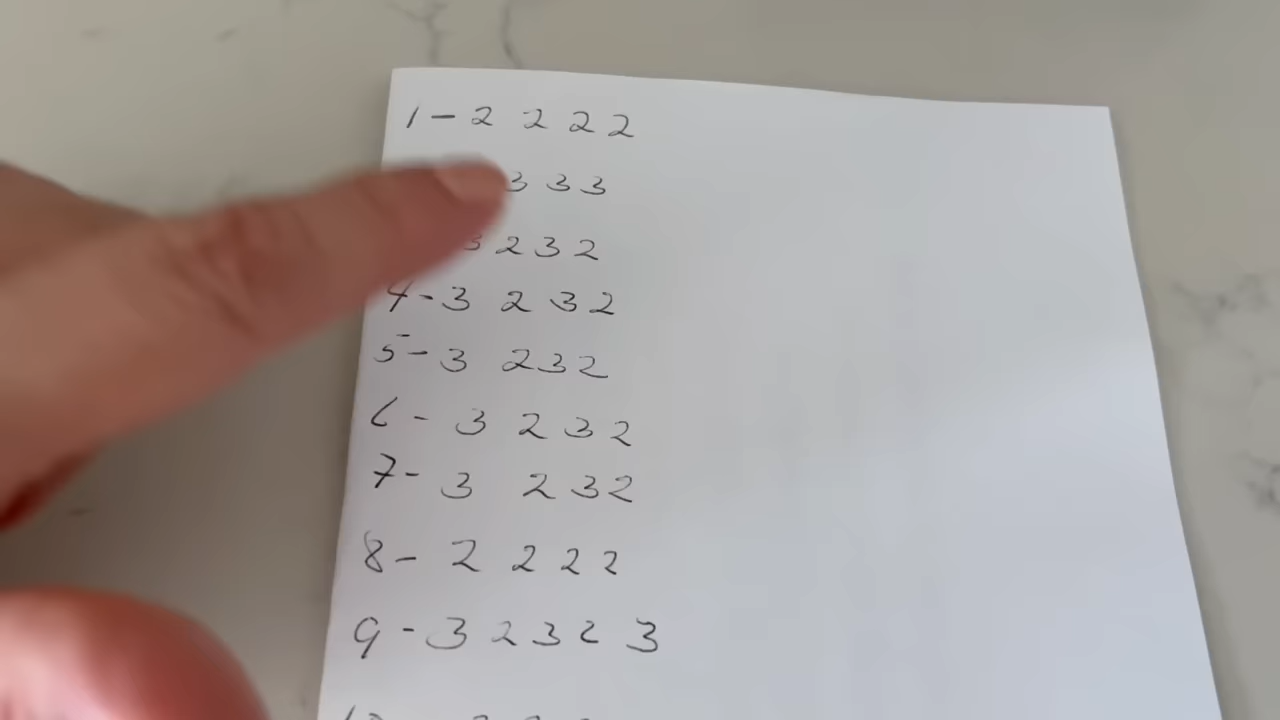 1 - 2 2 2 2
3 3 3
3 2 3 2
4 - 3 2 3 2
5 - 3 2 3 2
6 - 3 2 3 2
7 - 3 2 3 2
8 - 2 2 2 2
9 - 3 2 3 2 3